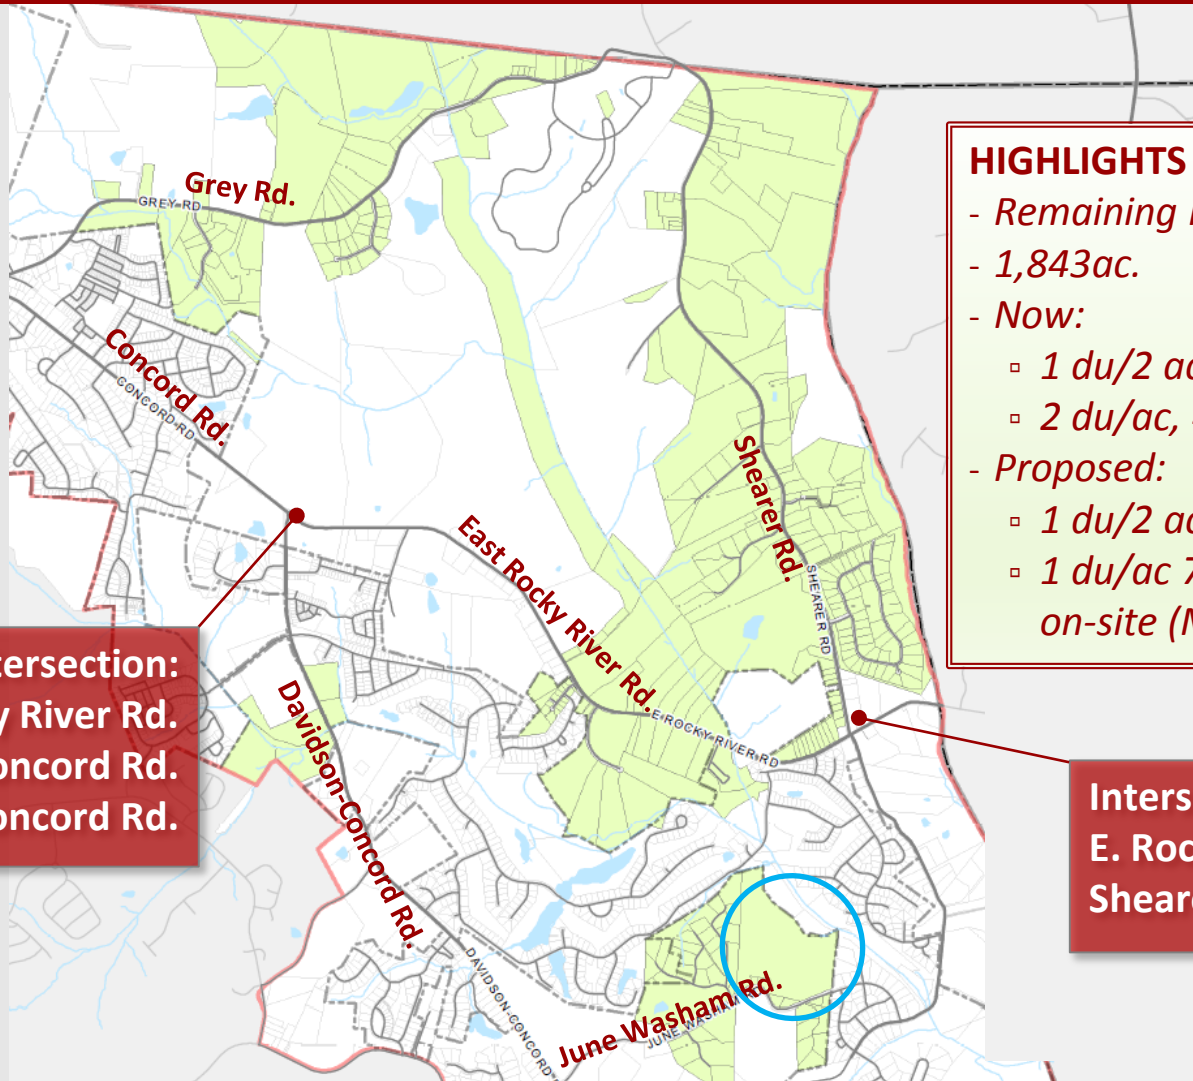 HIGHLIGHTS
- Remaining
- 1,843ac.
- Now:
▫ 1 du/2 ac
▫ 2 du/ac,
- Proposed:
▫ 1 du/2 ac
▫ 1 du/ac 7
on-site (N
Grey Rd.
GREY RD
Concord Rd.
CONCORD RD
Shearer Rd.
SHEARER RD
East Rocky River Rd.
E ROCKY RIVER RD
tersection:
y River Rd.
oncord Rd.
oncord Rd.
Davidson-Concord Rd.
DAVIDSON-CONCORD
Inters
E. Roc
Sheare
June Washam Rd.
JUNE WASHAM RD